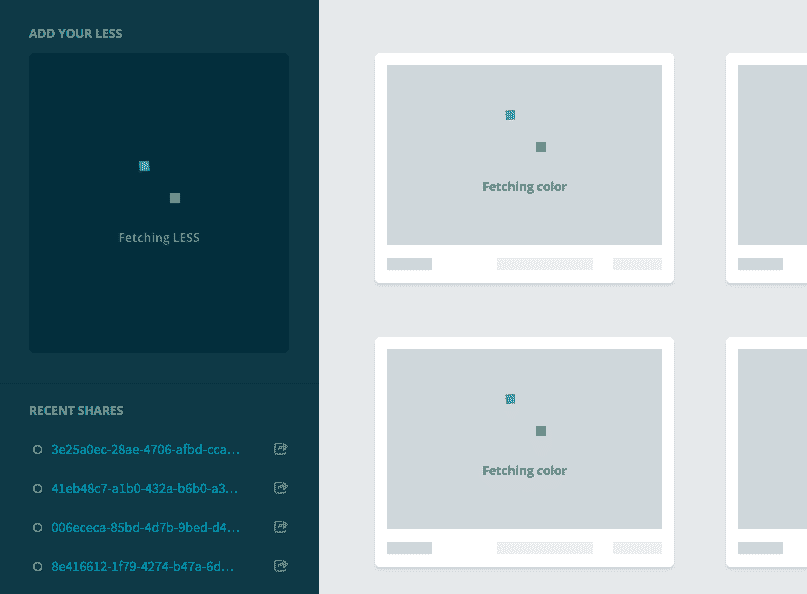 ADD YOUR LESS
Fetching LESS
RECENT SHARES
3e25a0ec-28ae-4706-afbd-cca...
41eb48c7-a1b0-432a-b6b0-a3...
006ececa-85bd-4d7b-9bed-d4...
8e416612-1f79-4274-b47a-6d...
Fetching color
Fetching color